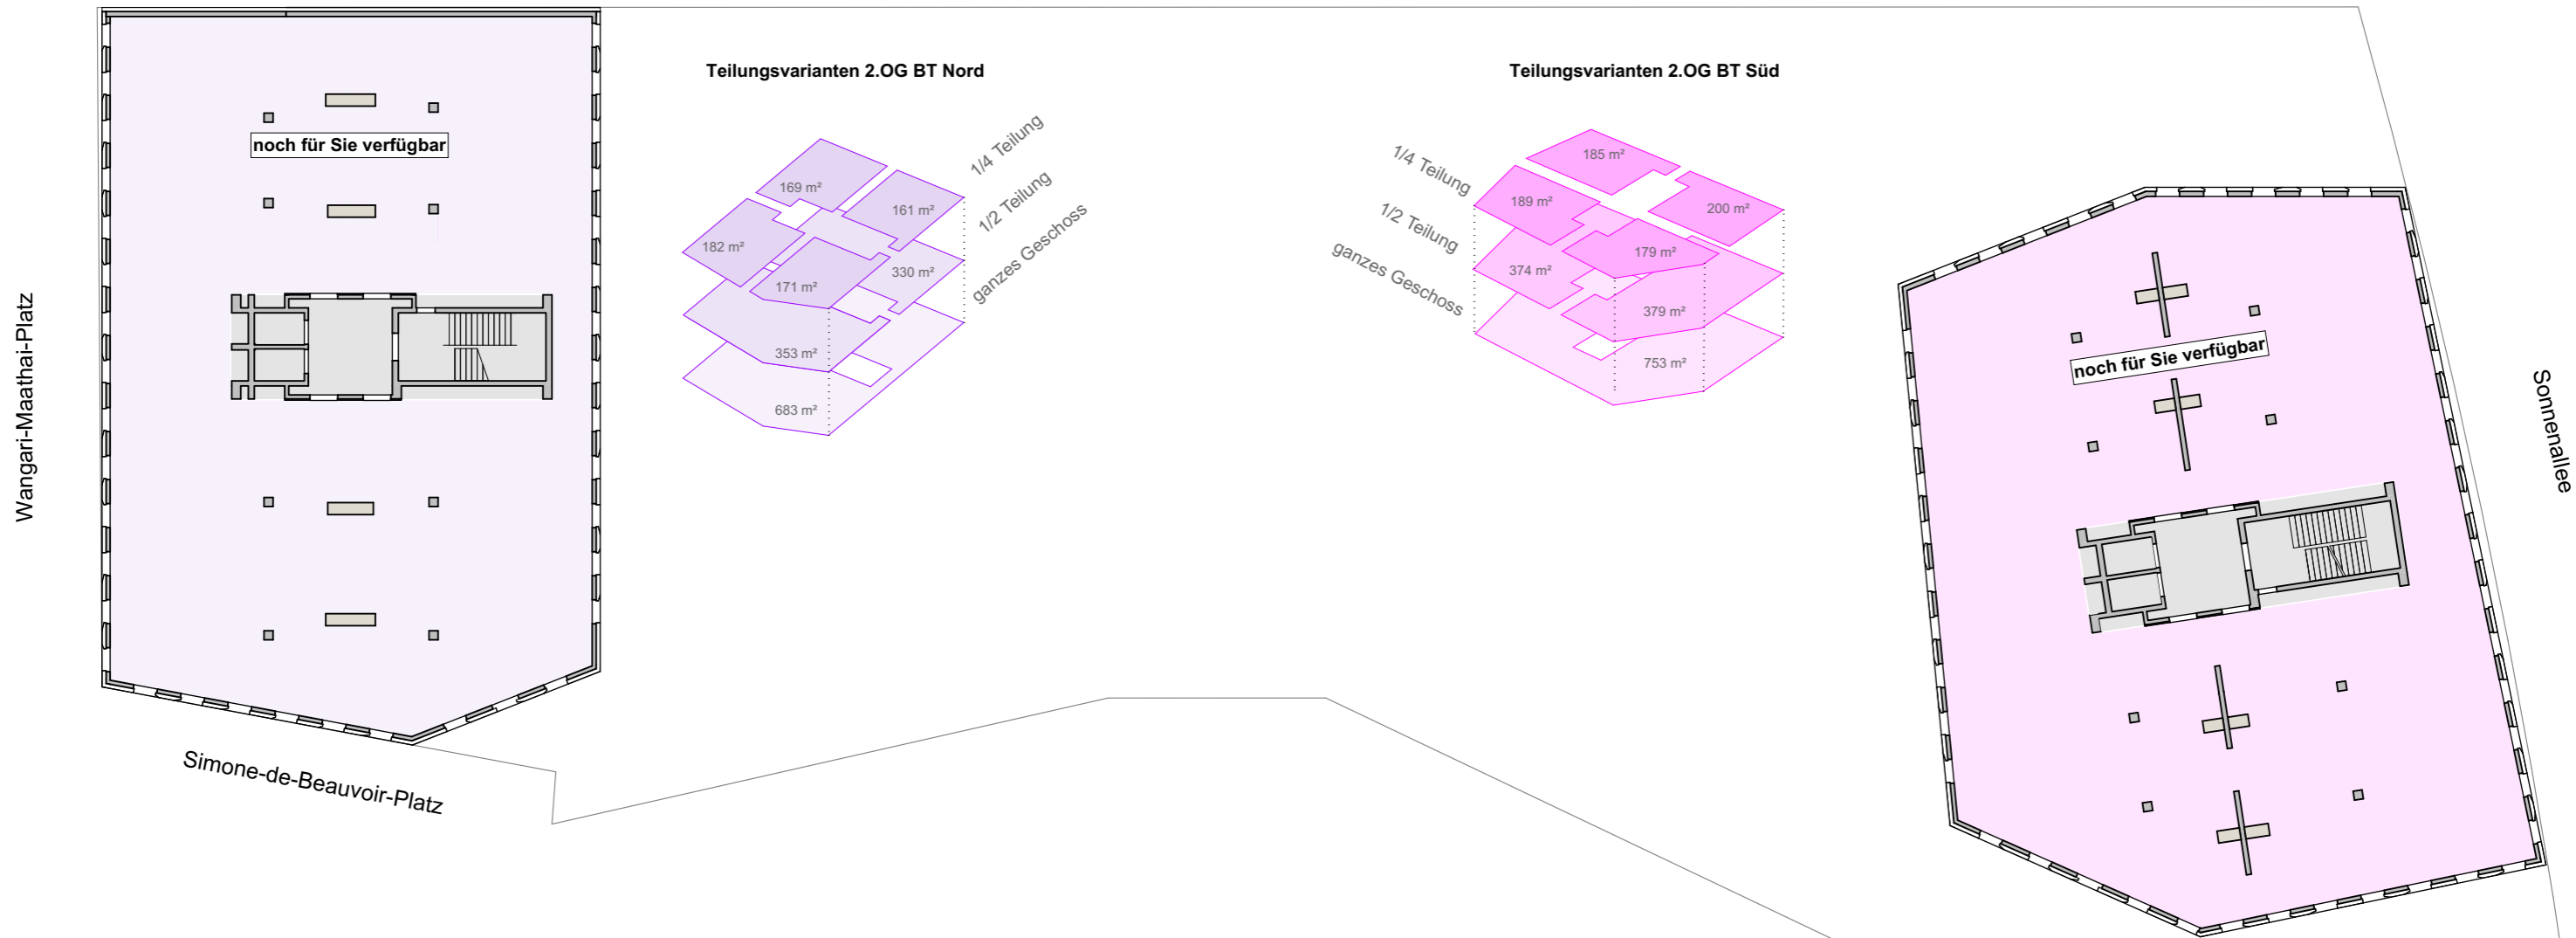 Teilungsvarianten 2.OG BT Nord
Teilungsvarianten 2.OG BT Süd
noch für Sie verfügbar
1/4 Teilung
1/2 Teilung
ganzes Geschoss
169 m²
161 m²
182 m²
171 m²
330 m²
353 m²
683 m²
1/4 Teilung
1/2 Teilung
ganzes Geschoss
185 m²
189 m²
200 m²
179 m²
374 m²
379 m²
753 m²
noch für Sie verfügbar
Wangari-Maathai-Platz
Simone-de-Beauvoir-Platz
Sonnenallee